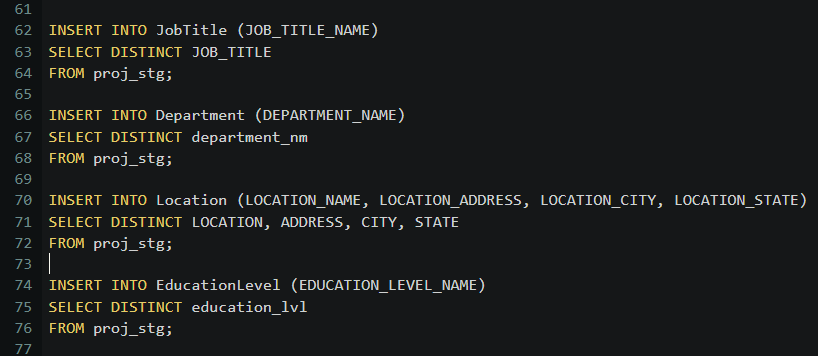 61
62 INSERT INTO JobTitle (JOB_TITLE_NAME)
63 SELECT DISTINCT JOB_TITLE
64 FROM proj_stg;
65
66 INSERT INTO Department (DEPARTMENT_NAME)
67 SELECT DISTINCT department_nm
68 FROM proj_stg;
69
70 INSERT INTO Location (LOCATION_NAME, LOCATION_ADDRESS, LOCATION_CITY, LOCATION_STATE)
71 SELECT DISTINCT LOCATION, ADDRESS, CITY, STATE
72 FROM proj_stg;
73
74 INSERT INTO EducationLevel (EDUCATION_LEVEL_NAME)
75 SELECT DISTINCT education_lvl
76 FROM proj_stg;
77